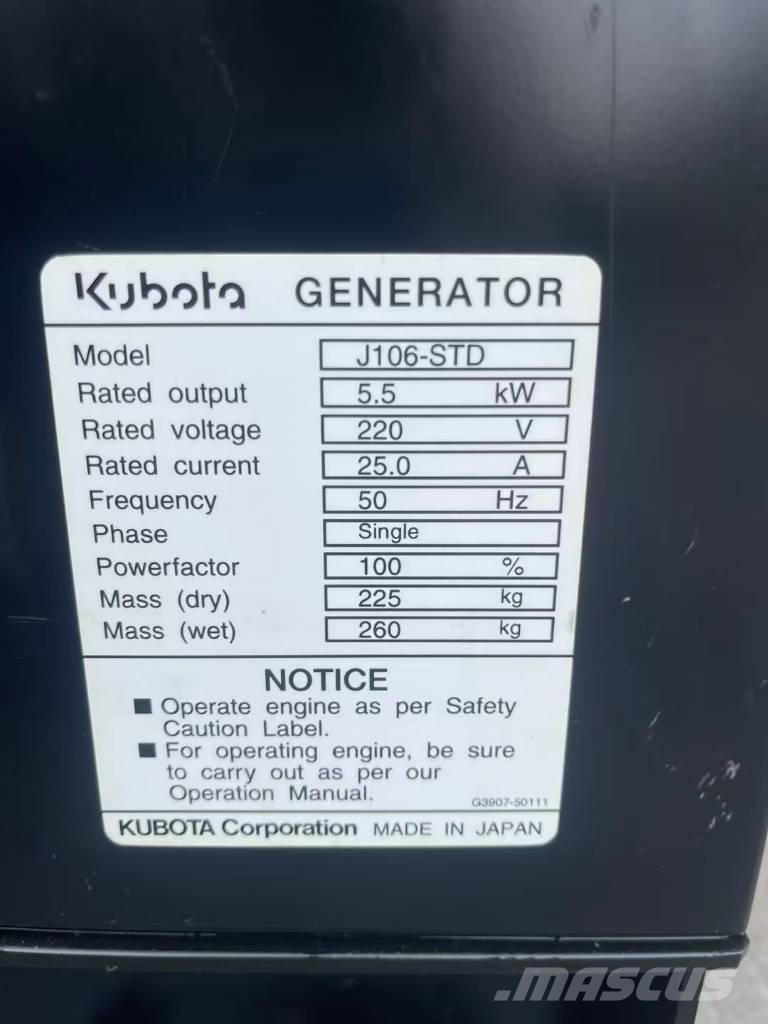 Kubota GENERATOR
Model J106-STD
Rated output 5.5 kW
Rated voltage 220 V
Rated current 25.0 A
Frequency 50 Hz
Phase Single
Powerfactor 100 %
Mass (dry) 225 kg
Mass (wet) 260 kg
NOTICE
■ Operate engine as per Safety
Caution Label.
■ For operating engine, be sure
to carry out as per our
Operation Manual.
G3907-50111
KUBOTA Corporation MADE IN JAPAN
MASCUS